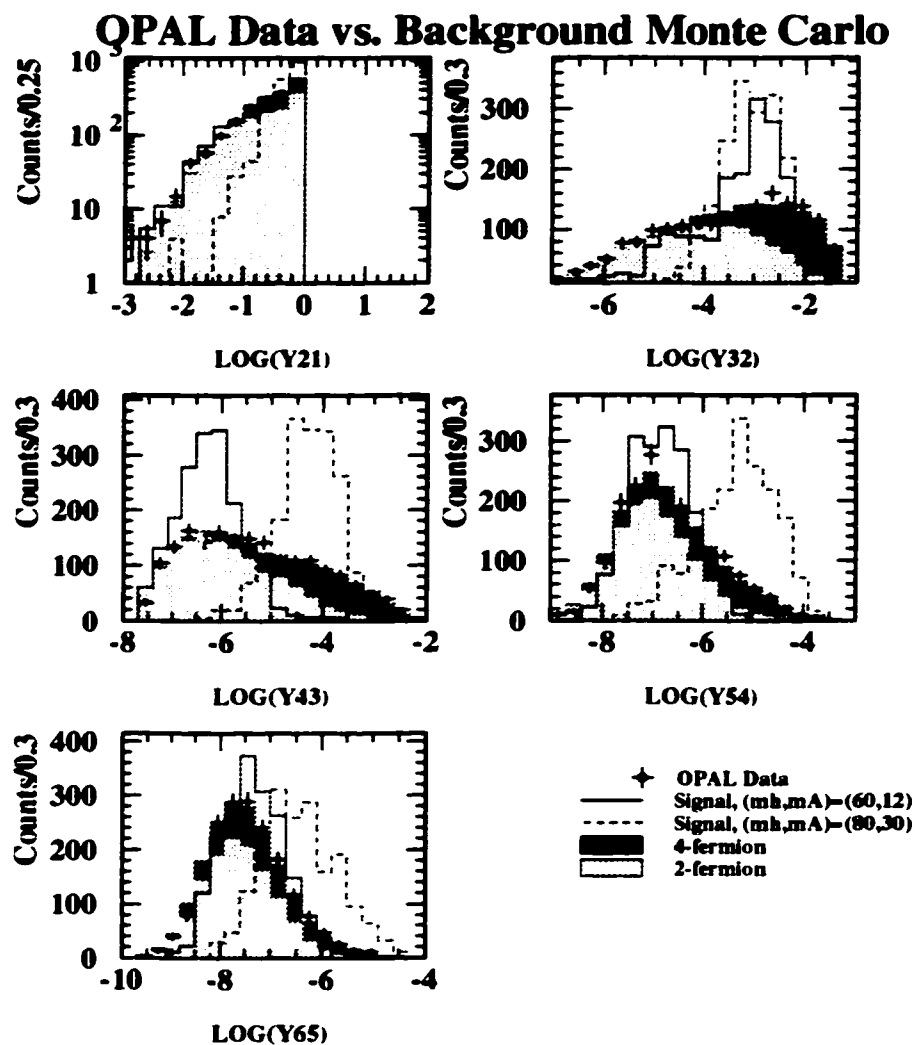 OPAL Data vs. Background Monte Carlo
Counts/0.25
10 3
10 2
10
1
-3 -2 -1 0 1 2
LOG(Y21)
Counts/0.3
300
200
100
-6 -4 -2
LOG(Y32)
Counts/0.3
400
300
200
100
0
-8 -6 -4 -2
LOG(Y43)
Counts/0.3
300
200
100
0
-8 -6 -4
LOG(Y54)
Counts/0.3
400
300
200
100
0
-10 -8 -6 -4
LOG(Y65)
OPAL Data
Signal, (mh,mA)=(60,12)
Signal, (mh,mA)=(80,30)
4-fermion
2-fermion